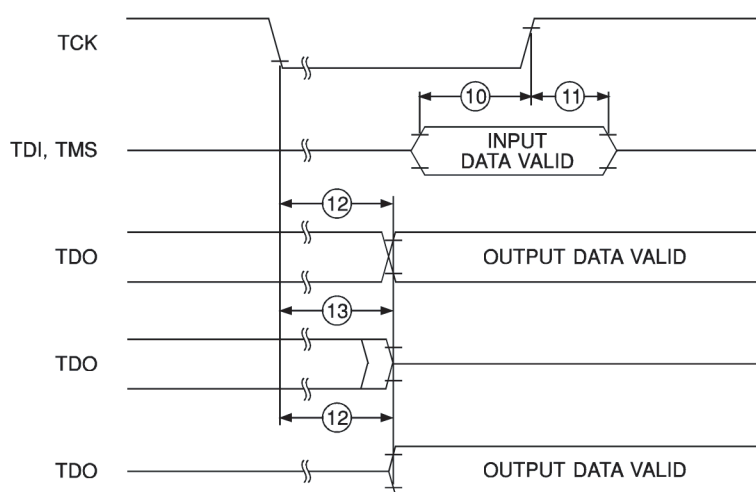 TCK
10
11
TDI, TMS
INPUT
DATA VALID
12
TDO
OUTPUT DATA VALID
13
TDO
12
TDO
OUTPUT DATA VALID